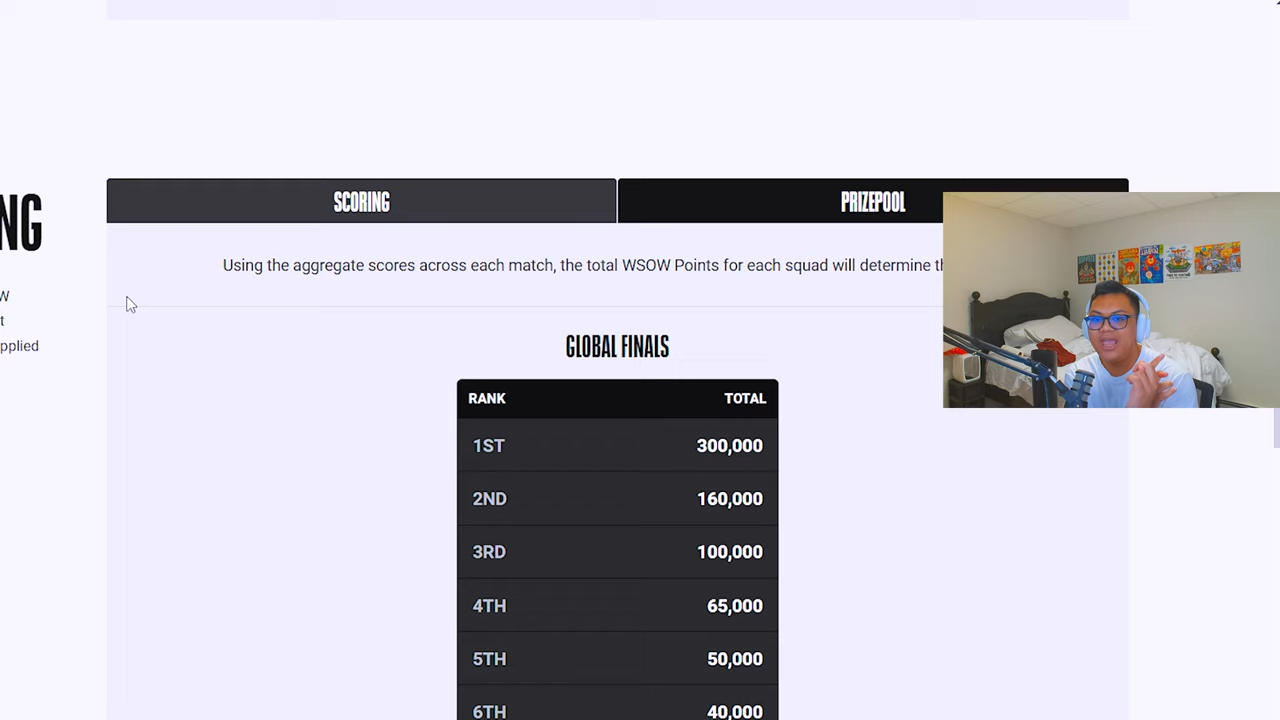 NG
W
t
pplied
SCORING
PRIZEPOOL
Using the aggregate scores across each match, the total WSOW Points for each squad will determine th
GLOBAL FINALS
RANK TOTAL
1ST 300,000
2ND 160,000
3RD 100,000
4TH 65,000
5TH 50,000
6TH 40,000